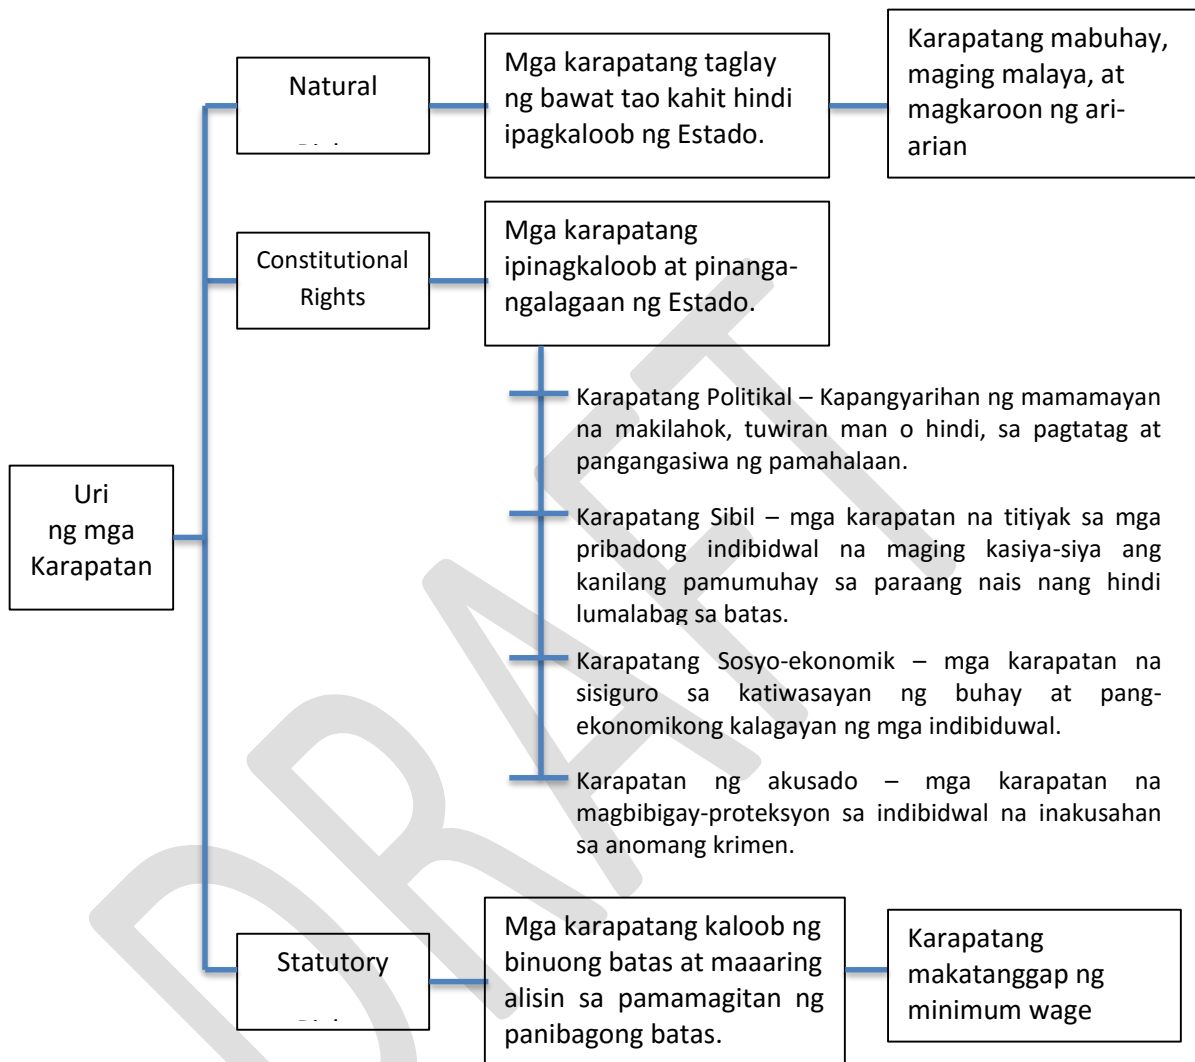 Natural
Mga karapatang taglay
ng bawat tao kahit hindi
ipagkaloob ng Estado.
Karapatang mabuhay,
maging malaya, at
magkaroon ng ari-
arian
Constitutional
Rights
Mga karapatang
ipinagkaloob at pinanga-
ngalagaan ng Estado.
Karapatang Politikal – Kapangyarihan ng mamamayan
na makilahok, tuwiran man o hindi, sa pagtatag at
pangangasiwa ng pamahalaan.
Uri
ng mga
Karapatan
Karapatang Sibil – mga karapatan na titiyak sa mga
pribadong indibidwal na maging kasiya-siya ang
kanilang pamumuhay sa paraang nais nang hindi
lumalabag sa batas.
Karapatang Sosyo-ekonomik – mga karapatan na
sisiguro sa katiwasayan ng buhay at pang-
ekonomikong kalagayan ng mga indibiduwal.
Karapatan ng akusado – mga karapatan na
magbibigay-proteksyon sa indibidwal na inakusahan
sa anomang krimen.
Statutory
Mga karapatang kaloob ng
binuong batas at maaaring
alisin sa pamamagitan ng
panibagong batas.
Karapatang
makatanggap ng
minimum wage
DRAFT